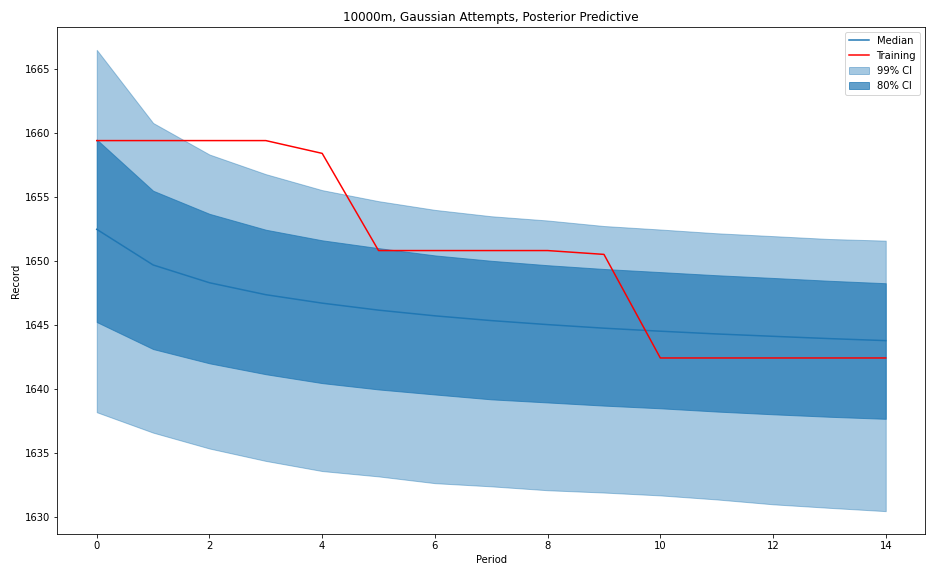 10000m, Gaussian Attempts, Posterior Predictive
Median
Training
99% CI
80% CI
1665
1660
1655
1650
1645
1640
1635
1630
Record
0 2 4 6 8 10 12 14
Period